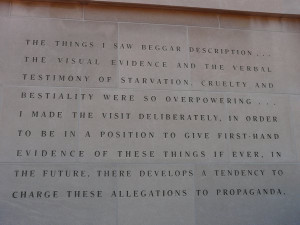 THE THINGS I SAW BEGGAR DESCRIPTION...
THE VISUAL EVIDENCE AND THE VERBAL
TESTIMONY OF STARVATION, CRUELTY AND
BESTIALITY WERE SO OVERPOWERING...
I MADE THE VISIT DELIBERATELY, IN ORDER
TO BE IN A POSITION TO GIVE FIRST-HAND
EVIDENCE OF THESE THINGS IF EVER, IN
THE FUTURE, THERE DEVELOPS A TENDENCY TO
CHARGE THESE ALLEGATIONS TO PROPAGANDA.